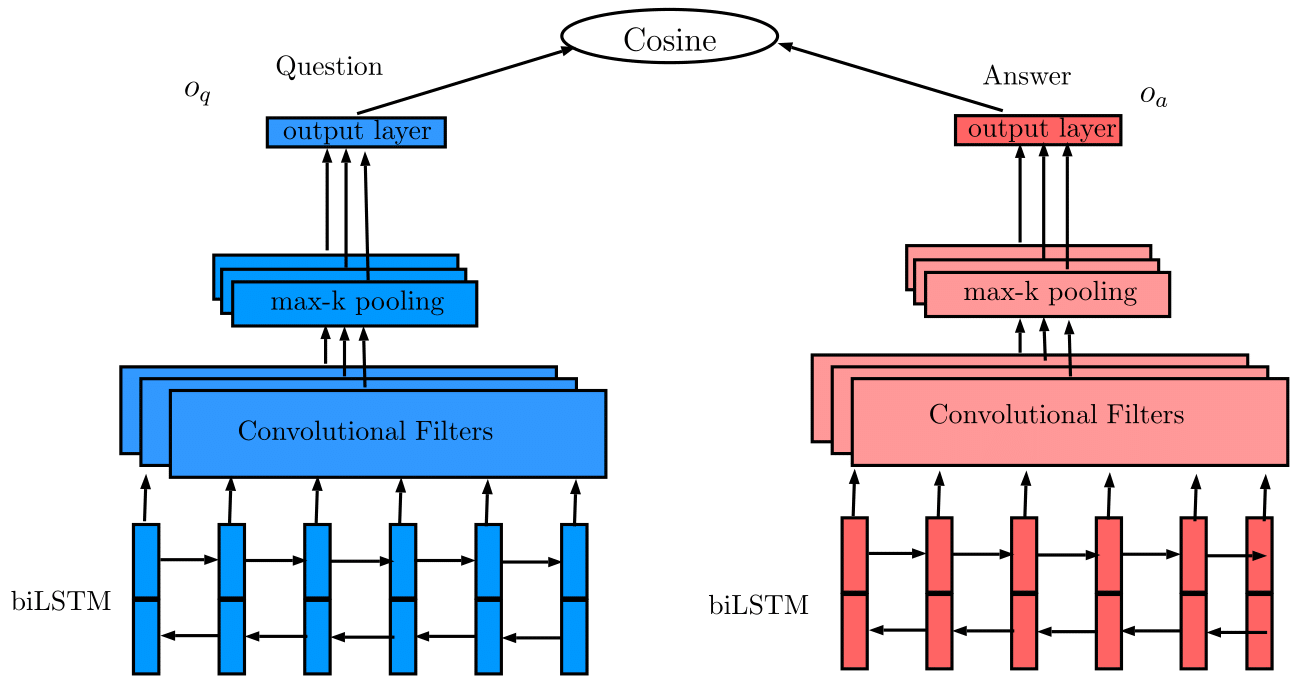 Cosine
Question
Answer
o_q
o_a
output layer
output layer
max-k pooling
max-k pooling
Convolutional Filters
Convolutional Filters
biLSTM
biLSTM